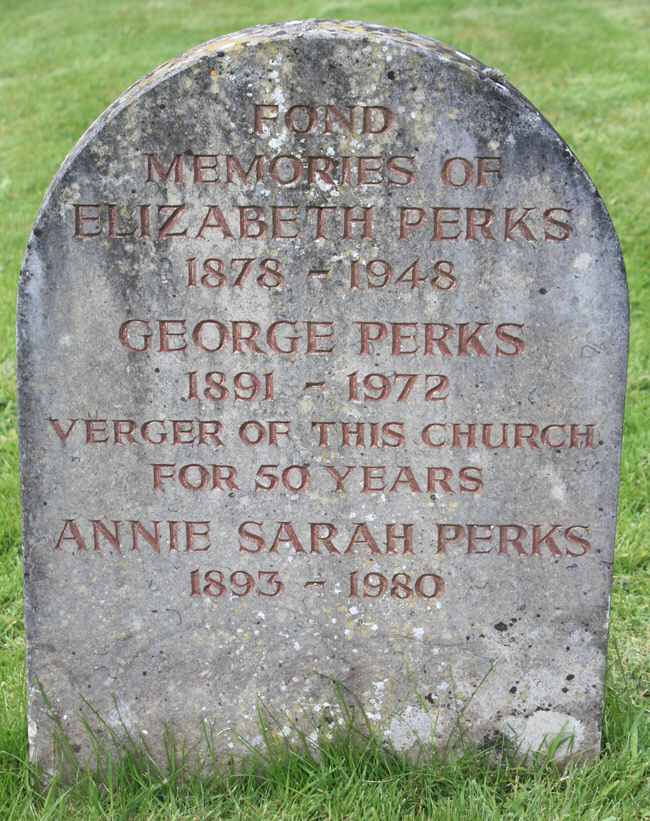 FOND
MEMORIES OF
ELIZABETH PERKS
1878 - 1948
GEORGE PERKS
1891 - 1972
VERGER OF THIS CHURCH
FOR 50 YEARS
ANNIE SARAH PERKS
1893 - 1980